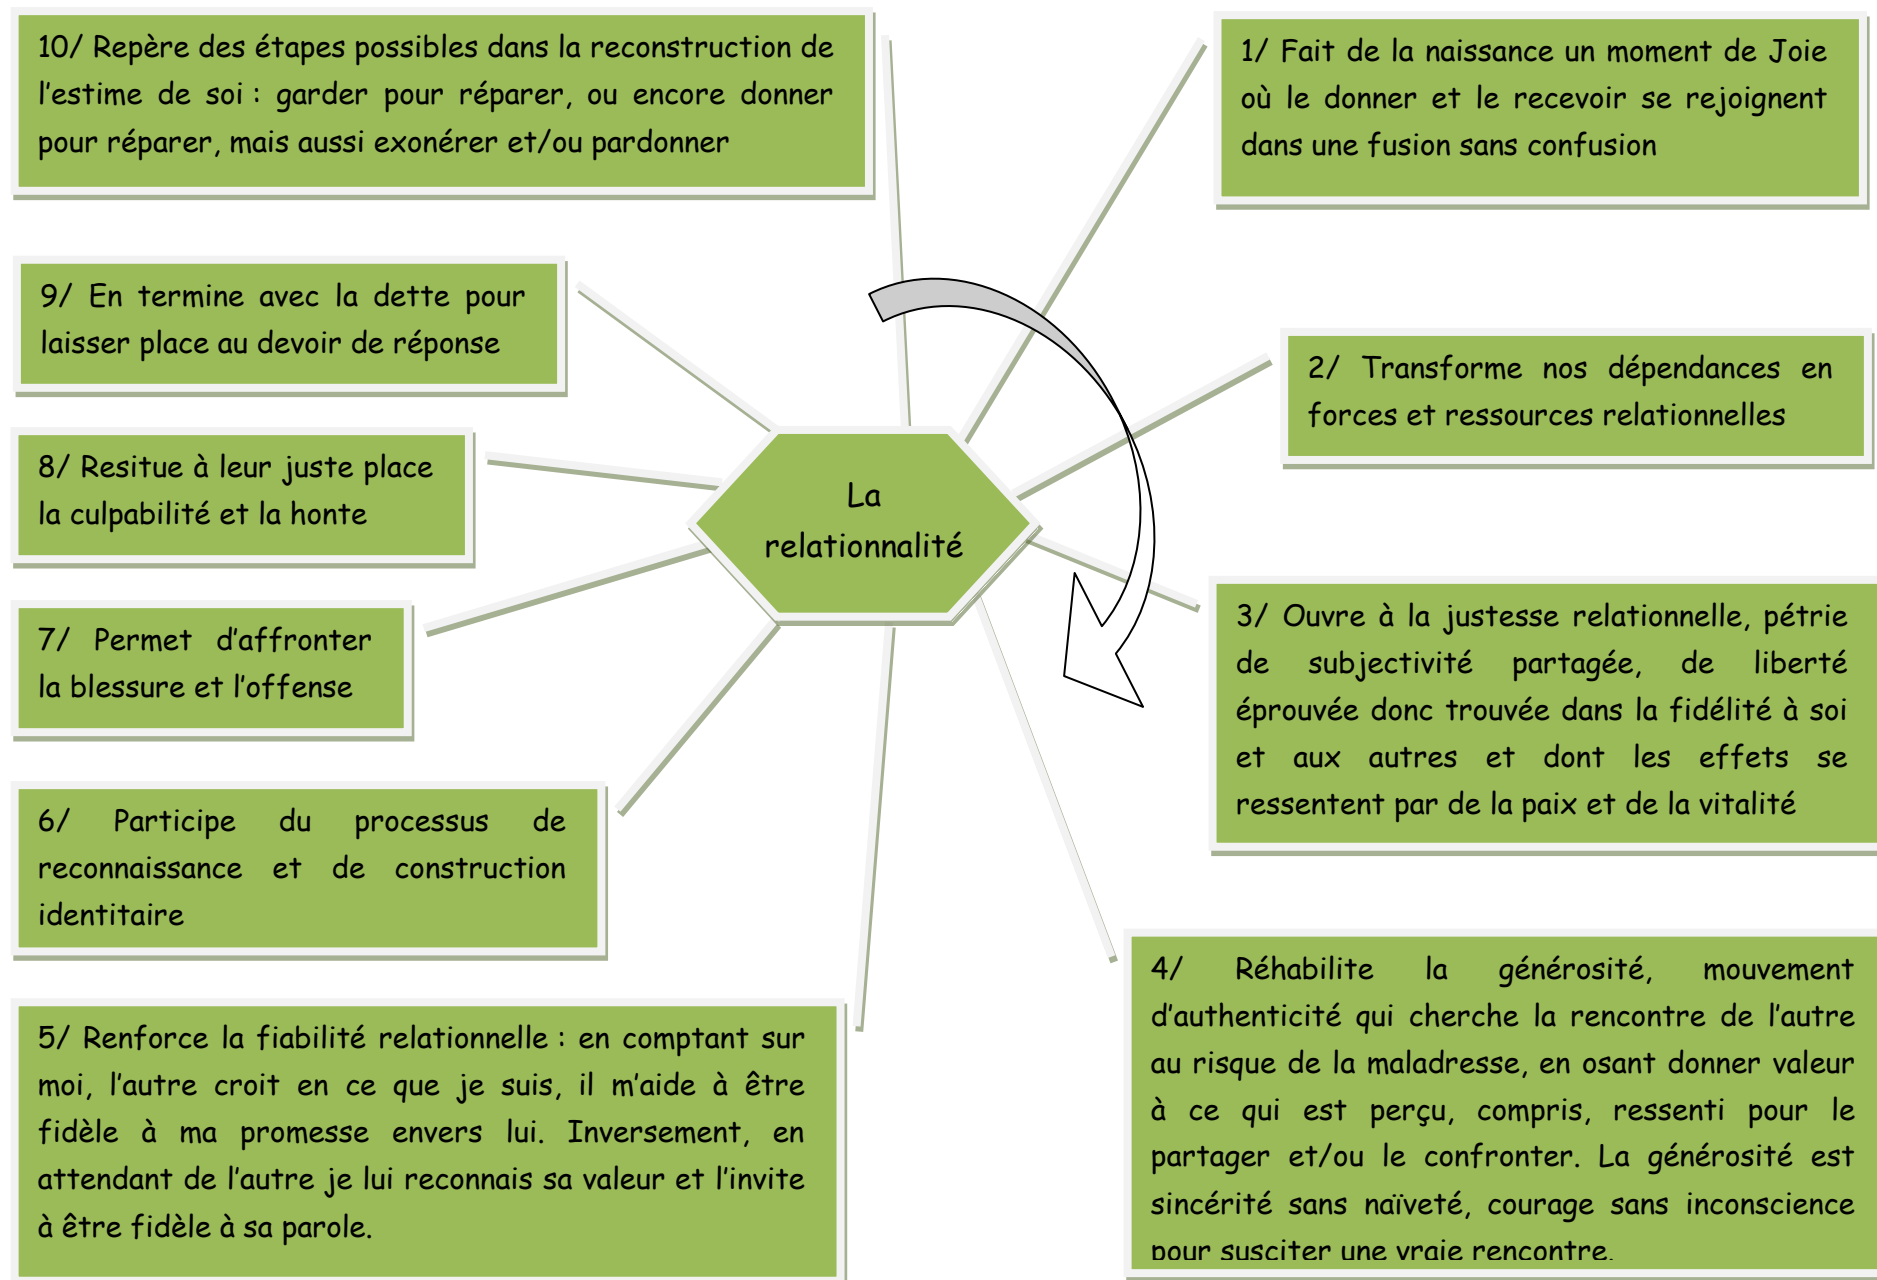 La
relationnalité
1/ Fait de la naissance un moment de Joie
où le donner et le recevoir se rejoignent
dans une fusion sans confusion
2/ Transforme nos dépendances en
forces et ressources relationnelles
3/ Ouvre à la justesse relationnelle, pétrie
de subjectivité partagée, de liberté
éprouvée donc trouvée dans la fidélité à soi
et aux autres et dont les effets se
ressentent par de la paix et de la vitalité
4/ Réhabilite la générosité, mouvement
d'authenticité qui cherche la rencontre de l'autre
au risque de la maladresse, en osant donner valeur
à ce qui est perçu, compris, ressenti pour le
partager et/ou le confronter. La générosité est
sincérité sans naïveté, courage sans inconscience
pour susciter une vraie rencontre.
5/ Renforce la fiabilité relationnelle : en comptant sur
moi, l'autre croit en ce que je suis, il m'aide à être
fidèle à ma promesse envers lui. Inversement, en
attendant de l'autre je lui reconnais sa valeur et l'invite
à être fidèle à sa parole.
6/ Participe du processus de
reconnaissance et de construction
identitaire
7/ Permet d'affronter
la blessure et l'offense
8/ Resitue à leur juste place
la culpabilité et la honte
9/ En termine avec la dette pour
laisser place au devoir de réponse
10/ Repère des étapes possibles dans la reconstruction de
l'estime de soi : garder pour réparer, ou encore donner
pour réparer, mais aussi exonérer et/ou pardonner